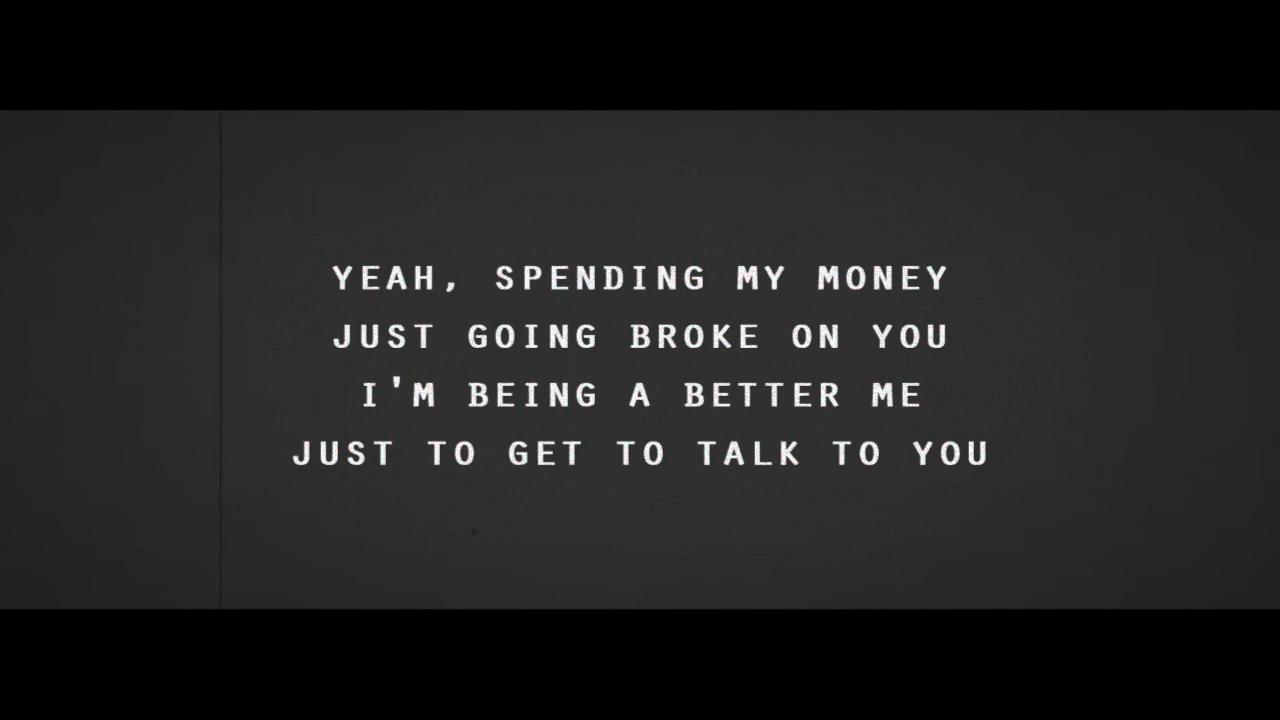 YEAH, SPENDING MY MONEY
JUST GOING BROKE ON YOU
I'M BEING A BETTER ME
JUST TO GET TO TALK TO YOU